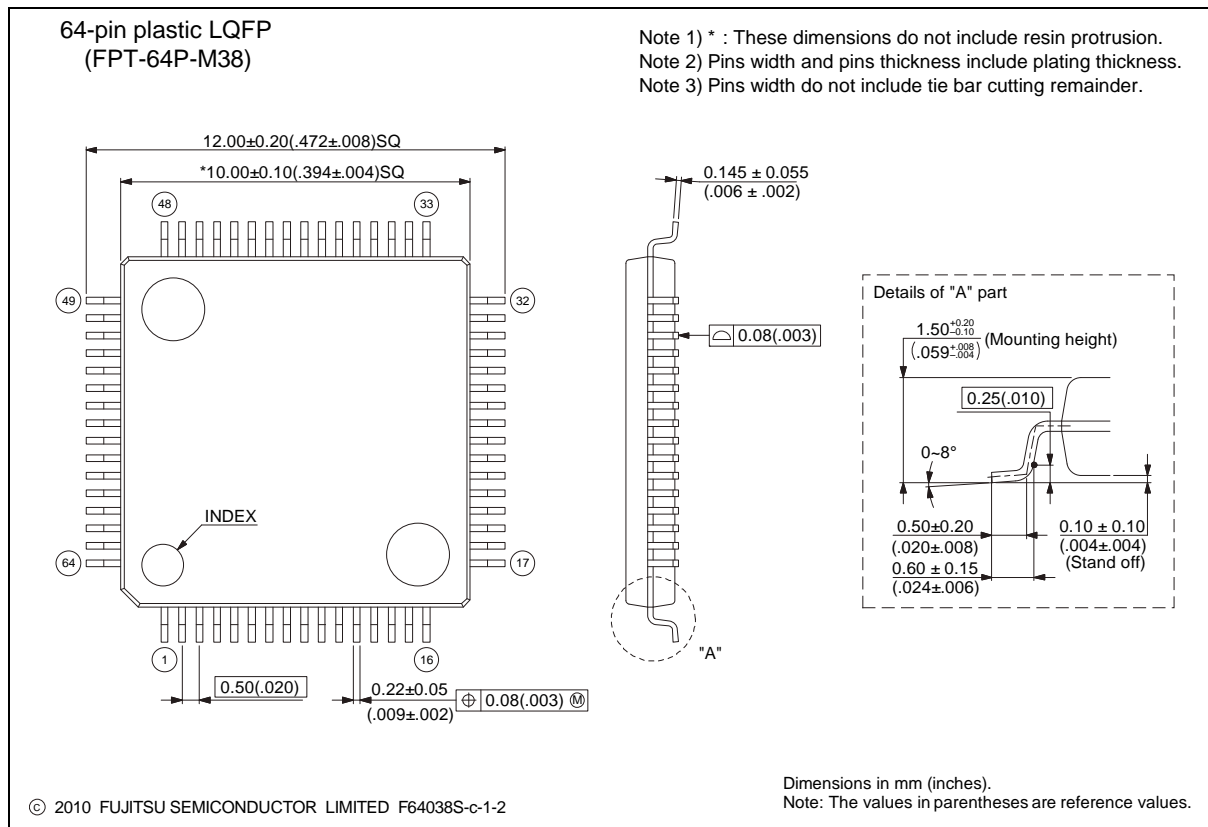 64-pin plastic LQFP
(FPT-64P-M38)
Note 1) * : These dimensions do not include resin protrusion.
Note 2) Pins width and pins thickness include plating thickness.
Note 3) Pins width do not include tie bar cutting remainder.
12.00±0.20(.472±.008)SQ
*10.00±0.10(.394±.004)SQ
48
33
49
32
INDEX
64
17
1
16
0.50(.020)
0.22±0.05
(.009±.002)
⌖ 0.08(.003) Ⓜ
0.145 ± 0.055
(.006 ± .002)
⌓ 0.08(.003)
"A"
Details of "A" part
1.50 +0.20 –0.10 (Mounting height)
(.059 +.008 –.004)
0.25(.010)
0~8°
0.50±0.20
(.020±.008)
0.60 ± 0.15
(.024±.006)
0.10 ± 0.10
(.004±.004)
(Stand off)
© 2010 FUJITSU SEMICONDUCTOR LIMITED F64038S-c-1-2
Dimensions in mm (inches).
Note: The values in parentheses are reference values.